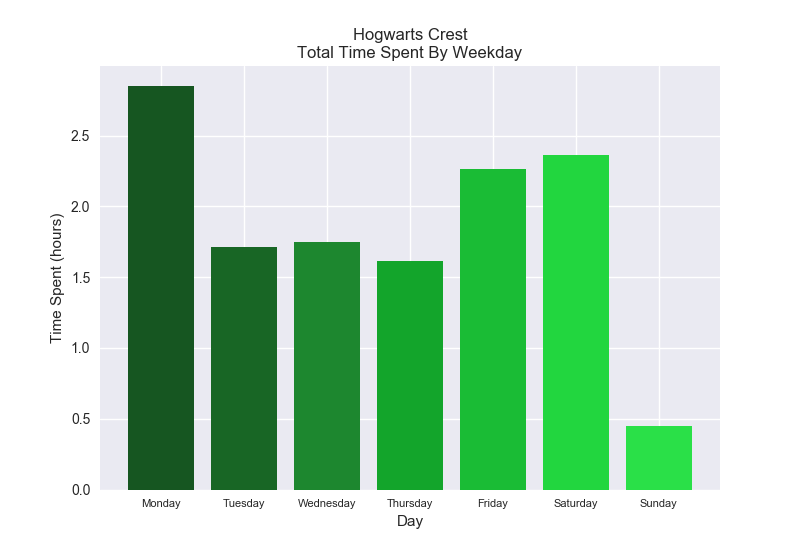 Hogwarts Crest
Total Time Spent By Weekday
Time Spent (hours)
2.5
2.0
1.5
1.0
0.5
0.0
Monday Tuesday Wednesday Thursday Friday Saturday Sunday
Day